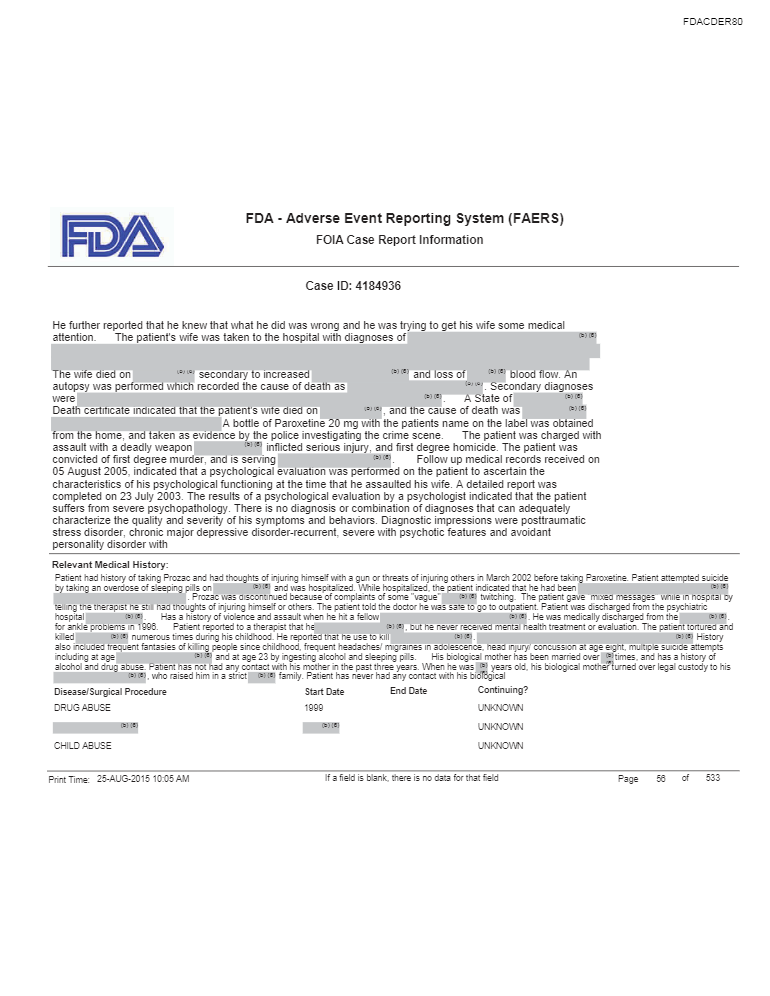 FDACDER80
FDA
FDA - Adverse Event Reporting System (FAERS)
FOIA Case Report Information
Case ID: 4184936
He further reported that he knew that what he did was wrong and he was trying to get his wife some medical
attention. The patient's wife was taken to the hospital with diagnoses of (b) (6)
The wife died on (b) (6) secondary to increased (b) (6) and loss of (b) (6) blood flow. An
autopsy was performed which recorded the cause of death as (b) (6). Secondary diagnoses
were (b) (6). A State of (b) (6)
Death certificate indicated that the patient's wife died on (b) (6), and the cause of death was (b) (6)
A bottle of Paroxetine 20 mg with the patients name on the label was obtained
from the home, and taken as evidence by the police investigating the crime scene. The patient was charged with
assault with a deadly weapon (b) (6) inflicted serious injury, and first degree homicide. The patient was
convicted of first degree murder, and is serving (b) (6). Follow up medical records received on
05 August 2005, indicated that a psychological evaluation was performed on the patient to ascertain the
characteristics of his psychological functioning at the time that he assaulted his wife. A detailed report was
completed on 23 July 2003. The results of a psychological evaluation by a psychologist indicated that the patient
suffers from severe psychopathology. There is no diagnosis or combination of diagnoses that can adequately
characterize the quality and severity of his symptoms and behaviors. Diagnostic impressions were posttraumatic
stress disorder, chronic major depressive disorder-recurrent, severe with psychotic features and avoidant
personality disorder with
Relevant Medical History:
Patient had history of taking Prozac and had thoughts of injuring himself with a gun or threats of injuring others in March 2002 before taking Paroxetine. Patient attempted suicide
by taking an overdose of sleeping pills on (b) (6) and was hospitalized. While hospitalized, the patient indicated that he had been (b) (6)
. Prozac was discontinued because of complaints of some "vague" (b) (6) twitching. The patient gave "mixed messages" while in hospital by
telling the therapist he still had thoughts of injuring himself or others. The patient told the doctor he was safe to go to outpatient. Patient was discharged from the psychiatric
hospital (b) (6). Has a history of violence and assault when he hit a fellow (b) (6). He was medically discharged from the (b) (6),
for ankle problems in 1996. Patient reported to a therapist that he (b) (6), but he never received mental health treatment or evaluation. The patient tortured and
killed (b) (6) numerous times during his childhood. He reported that he use to kill (b) (6), (b) (6) History
also included frequent fantasies of killing people since childhood, frequent headaches/ migraines in adolescence, head injury/ concussion at age eight, multiple suicide attempts
including at age (b) (6) and at age 23 by ingesting alcohol and sleeping pills. His biological mother has been married over (b) (6) times, and has a history of
alcohol and drug abuse. Patient has not had any contact with his mother in the past three years. When he was (b) (6) years old, his biological mother turned over legal custody to his
(b) (6), who raised him in a strict (b) (6) family. Patient has never had any contact with his biological
Disease/Surgical Procedure Start Date End Date Continuing?
DRUG ABUSE 1999 UNKNOWN
(b) (6) (b) (6) UNKNOWN
CHILD ABUSE UNKNOWN
Print Time: 25-AUG-2015 10:05 AM If a field is blank, there is no data for that field Page 56 of 533